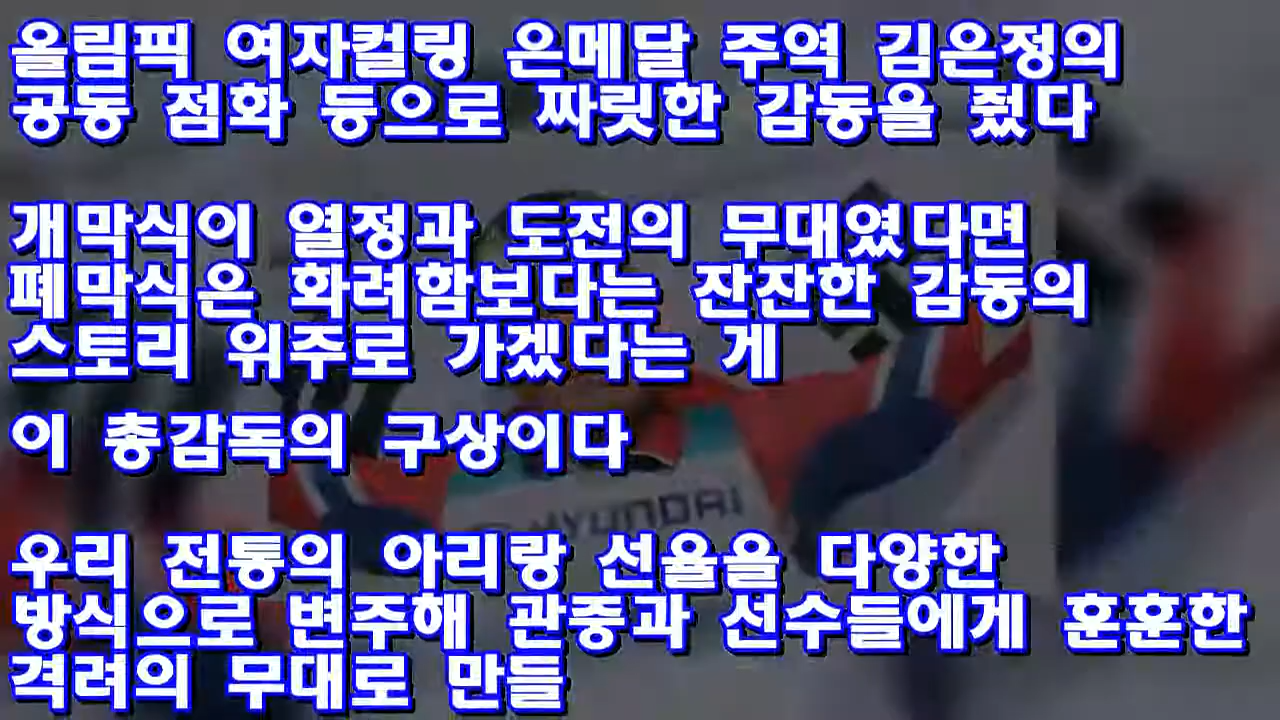 올림픽 여자컬링 은메달 주역 김은정의
공동 점화 등으로 짜릿한 감동을 줬다
개막식이 열정과 도전의 무대였다면
폐막식은 화려함보다는 잔잔한 감동의
스토리 위주로 가겠다는 게
이 총감독의 구상이다
HYUNDAI
우리 전통의 아리랑 선율을 다양한
방식으로 변주해 관중과 선수들에게 훈훈한
격려의 무대로 만들